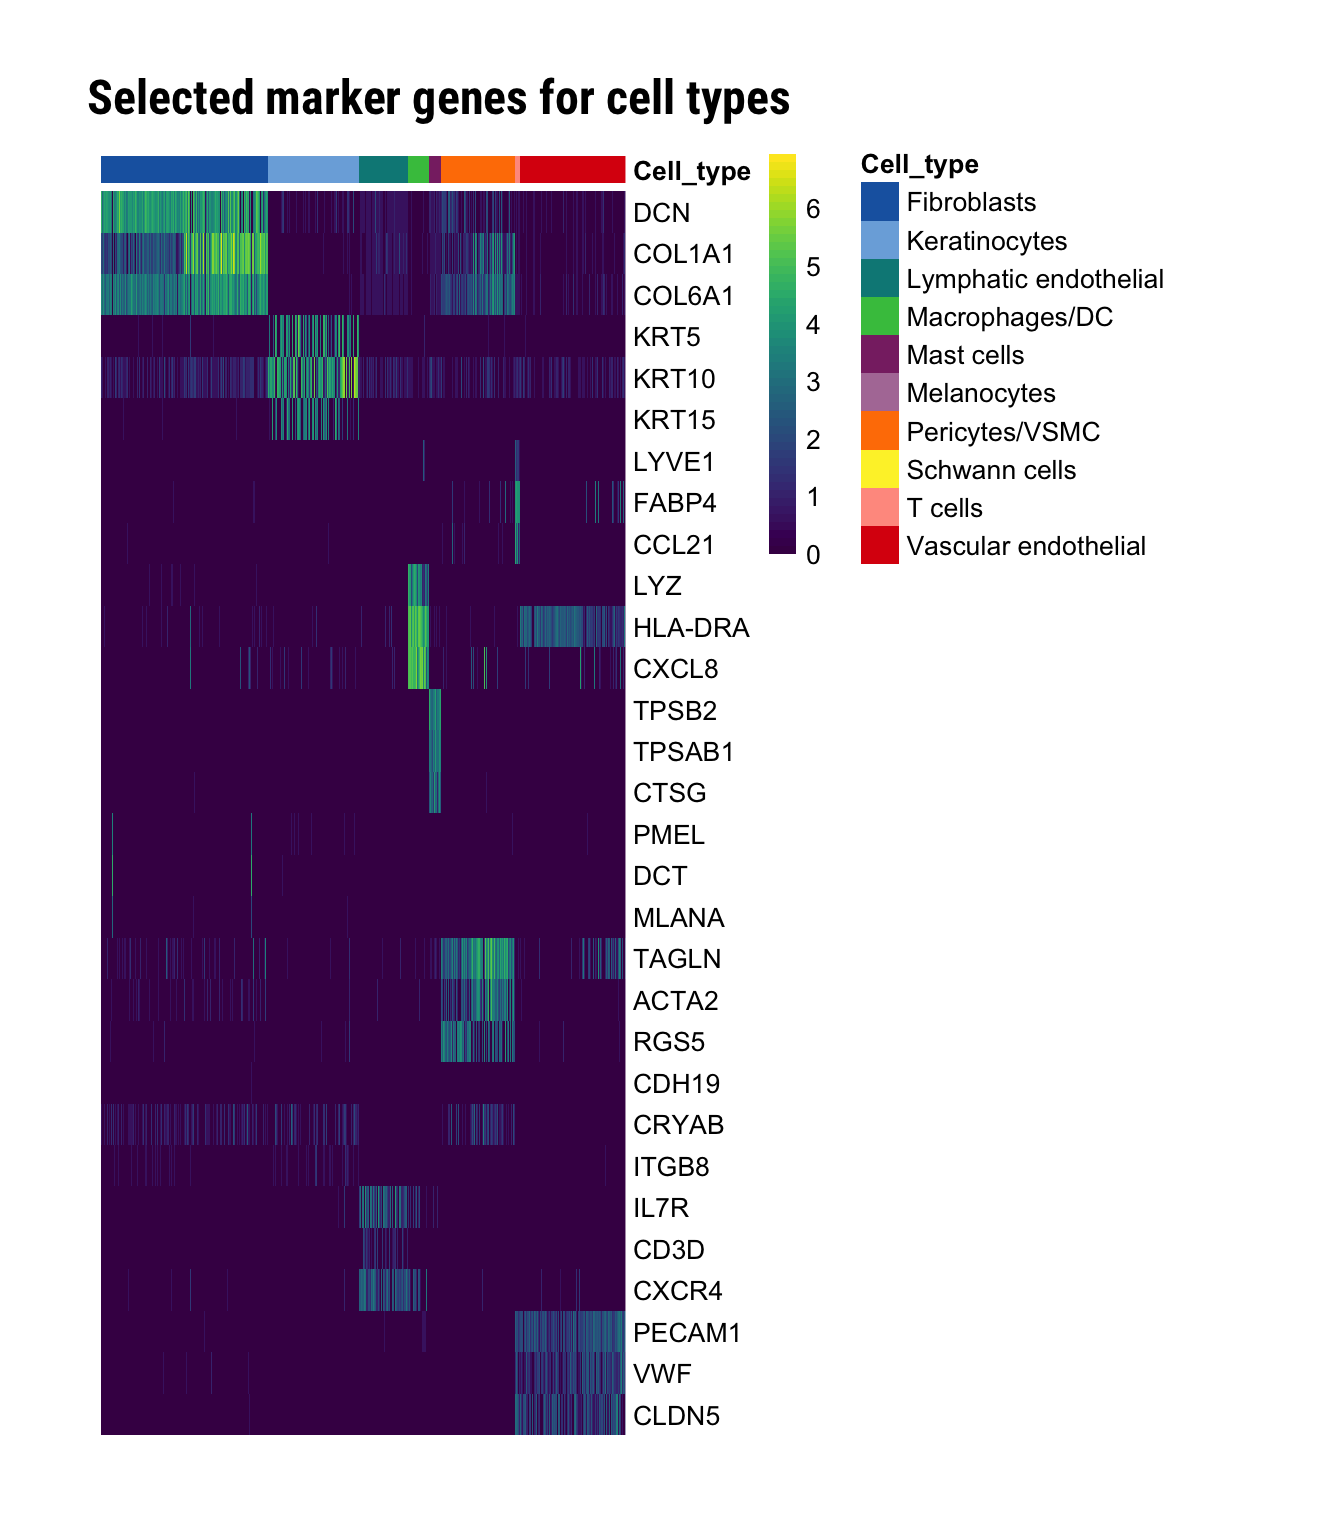 Selected marker genes for cell types
Cell_type
DCN
COL1A1
COL6A1
KRT5
KRT10
KRT15
LYVE1
FABP4
CCL21
LYZ
HLA-DRA
CXCL8
TPSB2
TPSAB1
CTSG
PMEL
DCT
MLANA
TAGLN
ACTA2
RGS5
CDH19
CRYAB
ITGB8
IL7R
CD3D
CXCR4
PECAM1
VWF
CLDN5
6
5
4
3
2
1
0
Cell_type
Fibroblasts
Keratinocytes
Lymphatic endothelial
Macrophages/DC
Mast cells
Melanocytes
Pericytes/VSMC
Schwann cells
T cells
Vascular endothelial